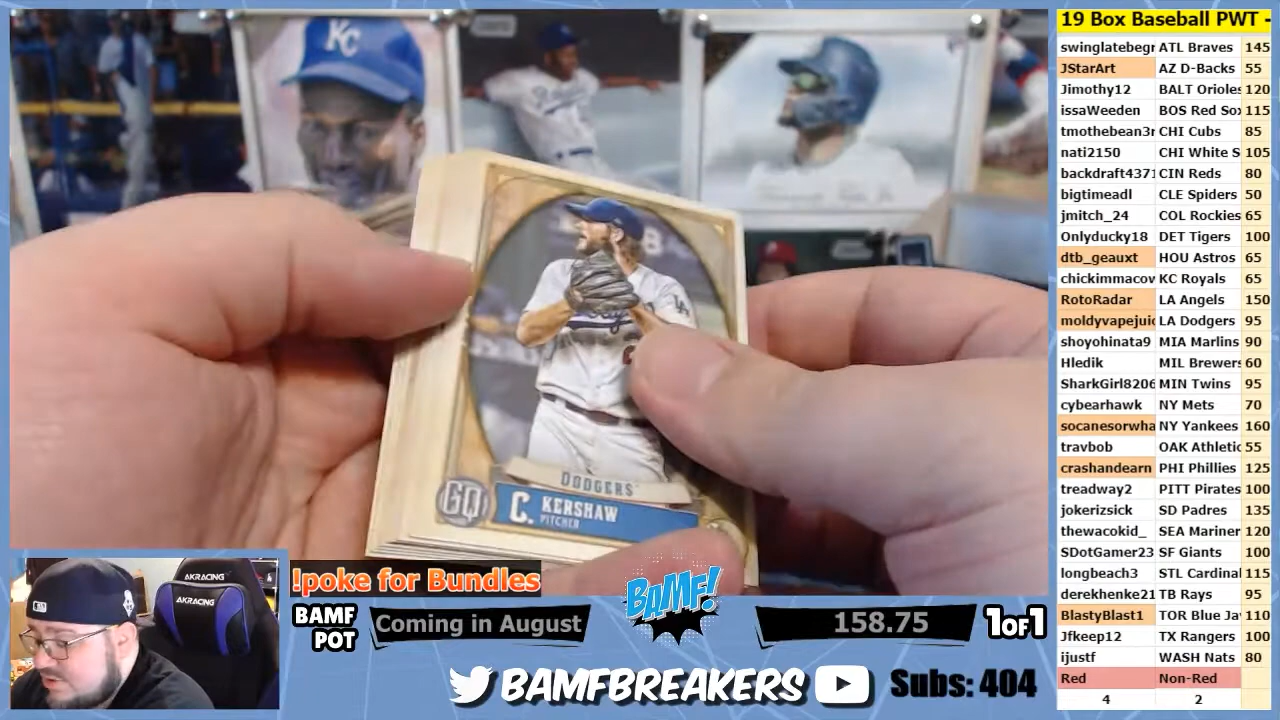 19 Box Baseball PWT -
swinglatebegr ATL Braves 145
JStarArt AZ D-Backs 55
Jimothy12 BALT Orioles 120
issaWeeden BOS Red Sox 115
tmothebean3r CHI Cubs 85
nati2150 CHI White S 105
backdraft4371 CIN Reds 80
bigtimeadl CLE Spiders 50
jmitch_24 COL Rockies 65
Onlyducky18 DET Tigers 100
dtb_geauxt HOU Astros 65
chickimmacov KC Royals 65
RotoRadar LA Angels 150
moldyvapejuic LA Dodgers 95
shoyohinata9 MIA Marlins 90
Hledik MIL Brewers 60
SharkGirl8206 MIN Twins 95
cybearhawk NY Mets 70
socanesorwha NY Yankees 160
travbob OAK Athletic 55
crashandearn PHI Phillies 125
treadway2 PITT Pirates 100
jokerizsick SD Padres 135
thewacokid_ SEA Mariner 120
SDotGamer23 SF Giants 100
longbeach3 STL Cardinal 115
derekhenke21 TB Rays 95
BlastyBlast1 TOR Blue Ja 110
Jfkeep12 TX Rangers 100
ijustf WASH Nats 80
Red Non-Red
4 2
KC
LA
DODGERS
GQ C. KERSHAW
PITCHER
AKRACING
AKRACING
!poke for Bundles
BAMF POT
Coming in August
BAMF!
158.75
1OF1
BAMFBREAKERS
Subs: 404